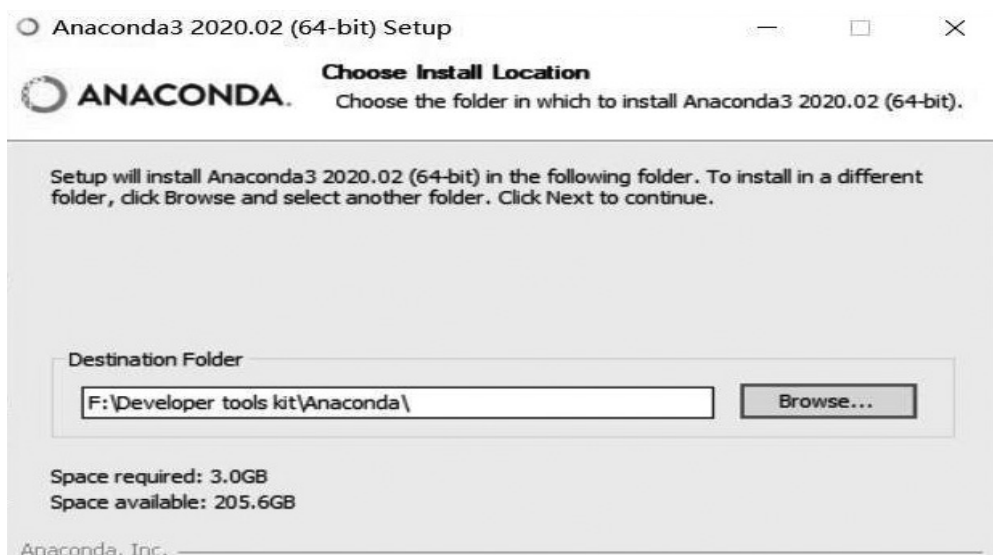 Anaconda3 2020.02 (64-bit) Setup
ANACONDA.
Choose Install Location
Choose the folder in which to install Anaconda3 2020.02 (64-bit).
Setup will install Anaconda3 2020.02 (64-bit) in the following folder. To install in a different
folder, click Browse and select another folder. Click Next to continue.
Destination Folder
F:\Developer tools kit\Anaconda\
Browse...
Space required: 3.0GB
Space available: 205.6GB
Anaconda, Inc.